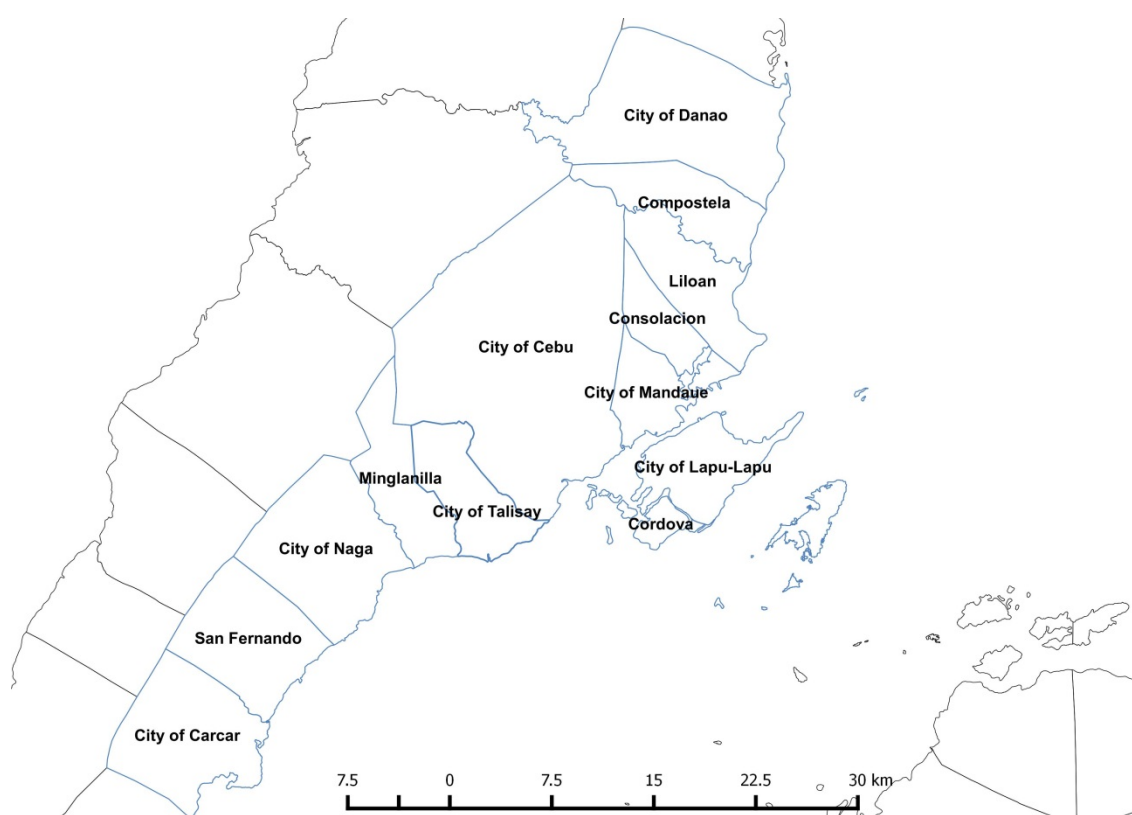 City of Danao
Compostela
Liloan
Consolacion
City of Cebu
City of Mandaue
City of Lapu-Lapu
Minglanilla
City of Talisay
Cordova
City of Naga
San Fernando
City of Carcar
7.5 0 7.5 15 22.5 30 km